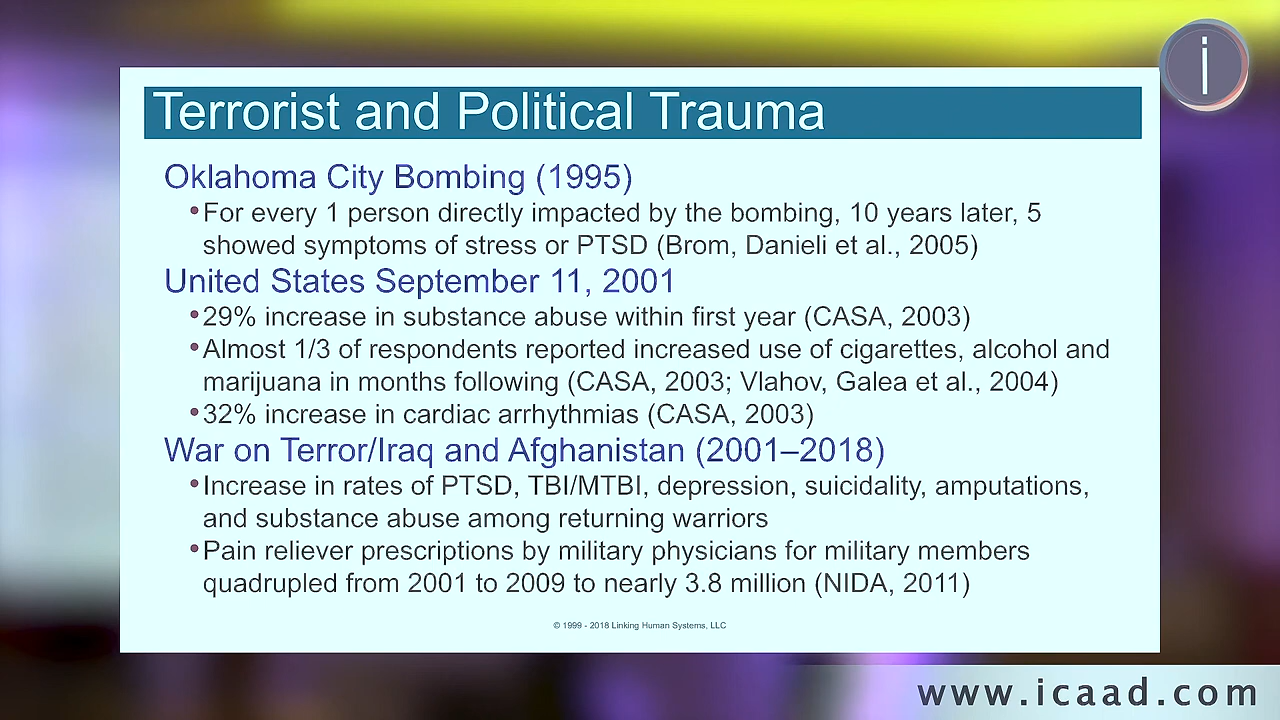 i
Terrorist and Political Trauma
Oklahoma City Bombing (1995)
•For every 1 person directly impacted by the bombing, 10 years later, 5
showed symptoms of stress or PTSD (Brom, Danieli et al., 2005)
United States September 11, 2001
•29% increase in substance abuse within first year (CASA, 2003)
•Almost 1/3 of respondents reported increased use of cigarettes, alcohol and
marijuana in months following (CASA, 2003; Vlahov, Galea et al., 2004)
•32% increase in cardiac arrhythmias (CASA, 2003)
War on Terror/Iraq and Afghanistan (2001–2018)
•Increase in rates of PTSD, TBI/MTBI, depression, suicidality, amputations,
and substance abuse among returning warriors
•Pain reliever prescriptions by military physicians for military members
quadrupled from 2001 to 2009 to nearly 3.8 million (NIDA, 2011)
© 1999 - 2018 Linking Human Systems, LLC
www.icaad.com